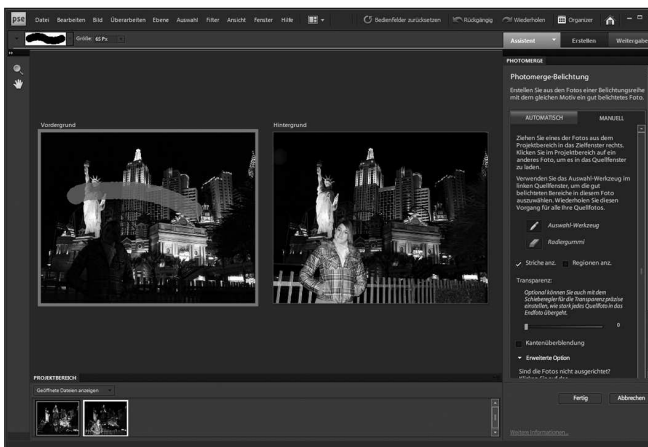 pse Datei Bearbeiten Bild Überarbeiten Ebene Auswahl Filter Ansicht Fenster Hilfe Bedienfelder zurücksetzen Rückgängig Wiederholen Organizer
Größe: 65 Px
Assistent Erstellen Weitergabe
PHOTOMERGE
Photomerge-Belichtung
Erstellen Sie aus den Fotos einer Belichtungsreihe
mit dem gleichen Motiv ein gut belichtetes Foto.
AUTOMATISCH MANUELL
Ziehen Sie eines der Fotos aus dem
Projektbereich in das Zielfenster rechts.
Klicken Sie im Projektbereich auf ein
anderes Foto, um es in das Quellfenster
zu laden.
Verwenden Sie das Auswahl-Werkzeug im
linken Quellfenster, um die gut
belichteten Bereiche in diesem Foto
auszuwählen. Wiederholen Sie diesen
Vorgang für alle Ihre Quellfotos.
Auswahl-Werkzeug
Radiergummi
Striche anz. Regionen anz.
Transparenz:
Optional können Sie auch mit dem
Schieberegler für die Transparenz präzise
einstellen, wie stark jedes Quellfoto in das
Endfoto übergeht.
0
Kantenüberblendung
Erweiterte Option
Sind die Fotos nicht ausgerichtet?
Klicken Sie auf das
Fertig Abbrechen
Weitere Informationen...
Vordergrund Hintergrund
PROJEKTBEREICH
Geöffnete Dateien anzeigen